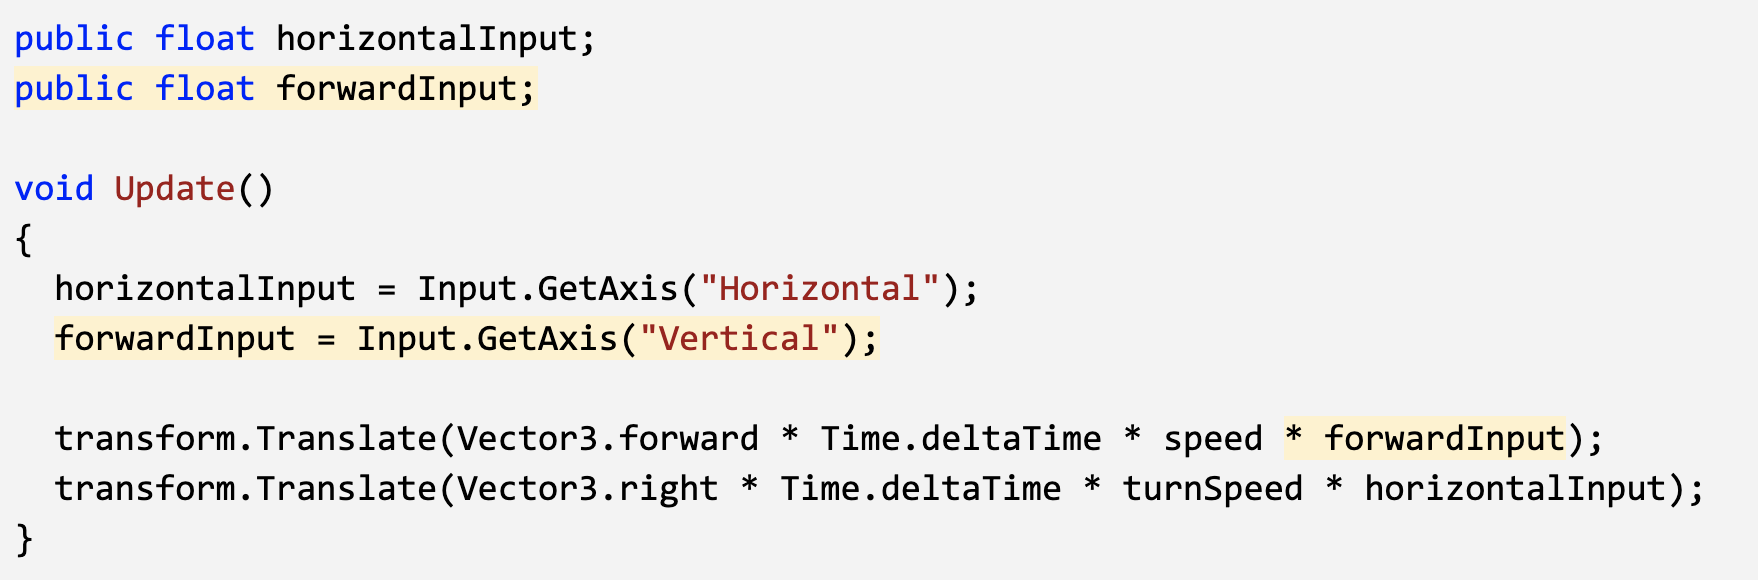 public float horizontalInput;
public float forwardInput;
void Update()
{
horizontalInput = Input.GetAxis("Horizontal");
forwardInput = Input.GetAxis("Vertical");
transform.Translate(Vector3.forward * Time.deltaTime * speed * forwardInput);
transform.Translate(Vector3.right * Time.deltaTime * turnSpeed * horizontalInput);
}